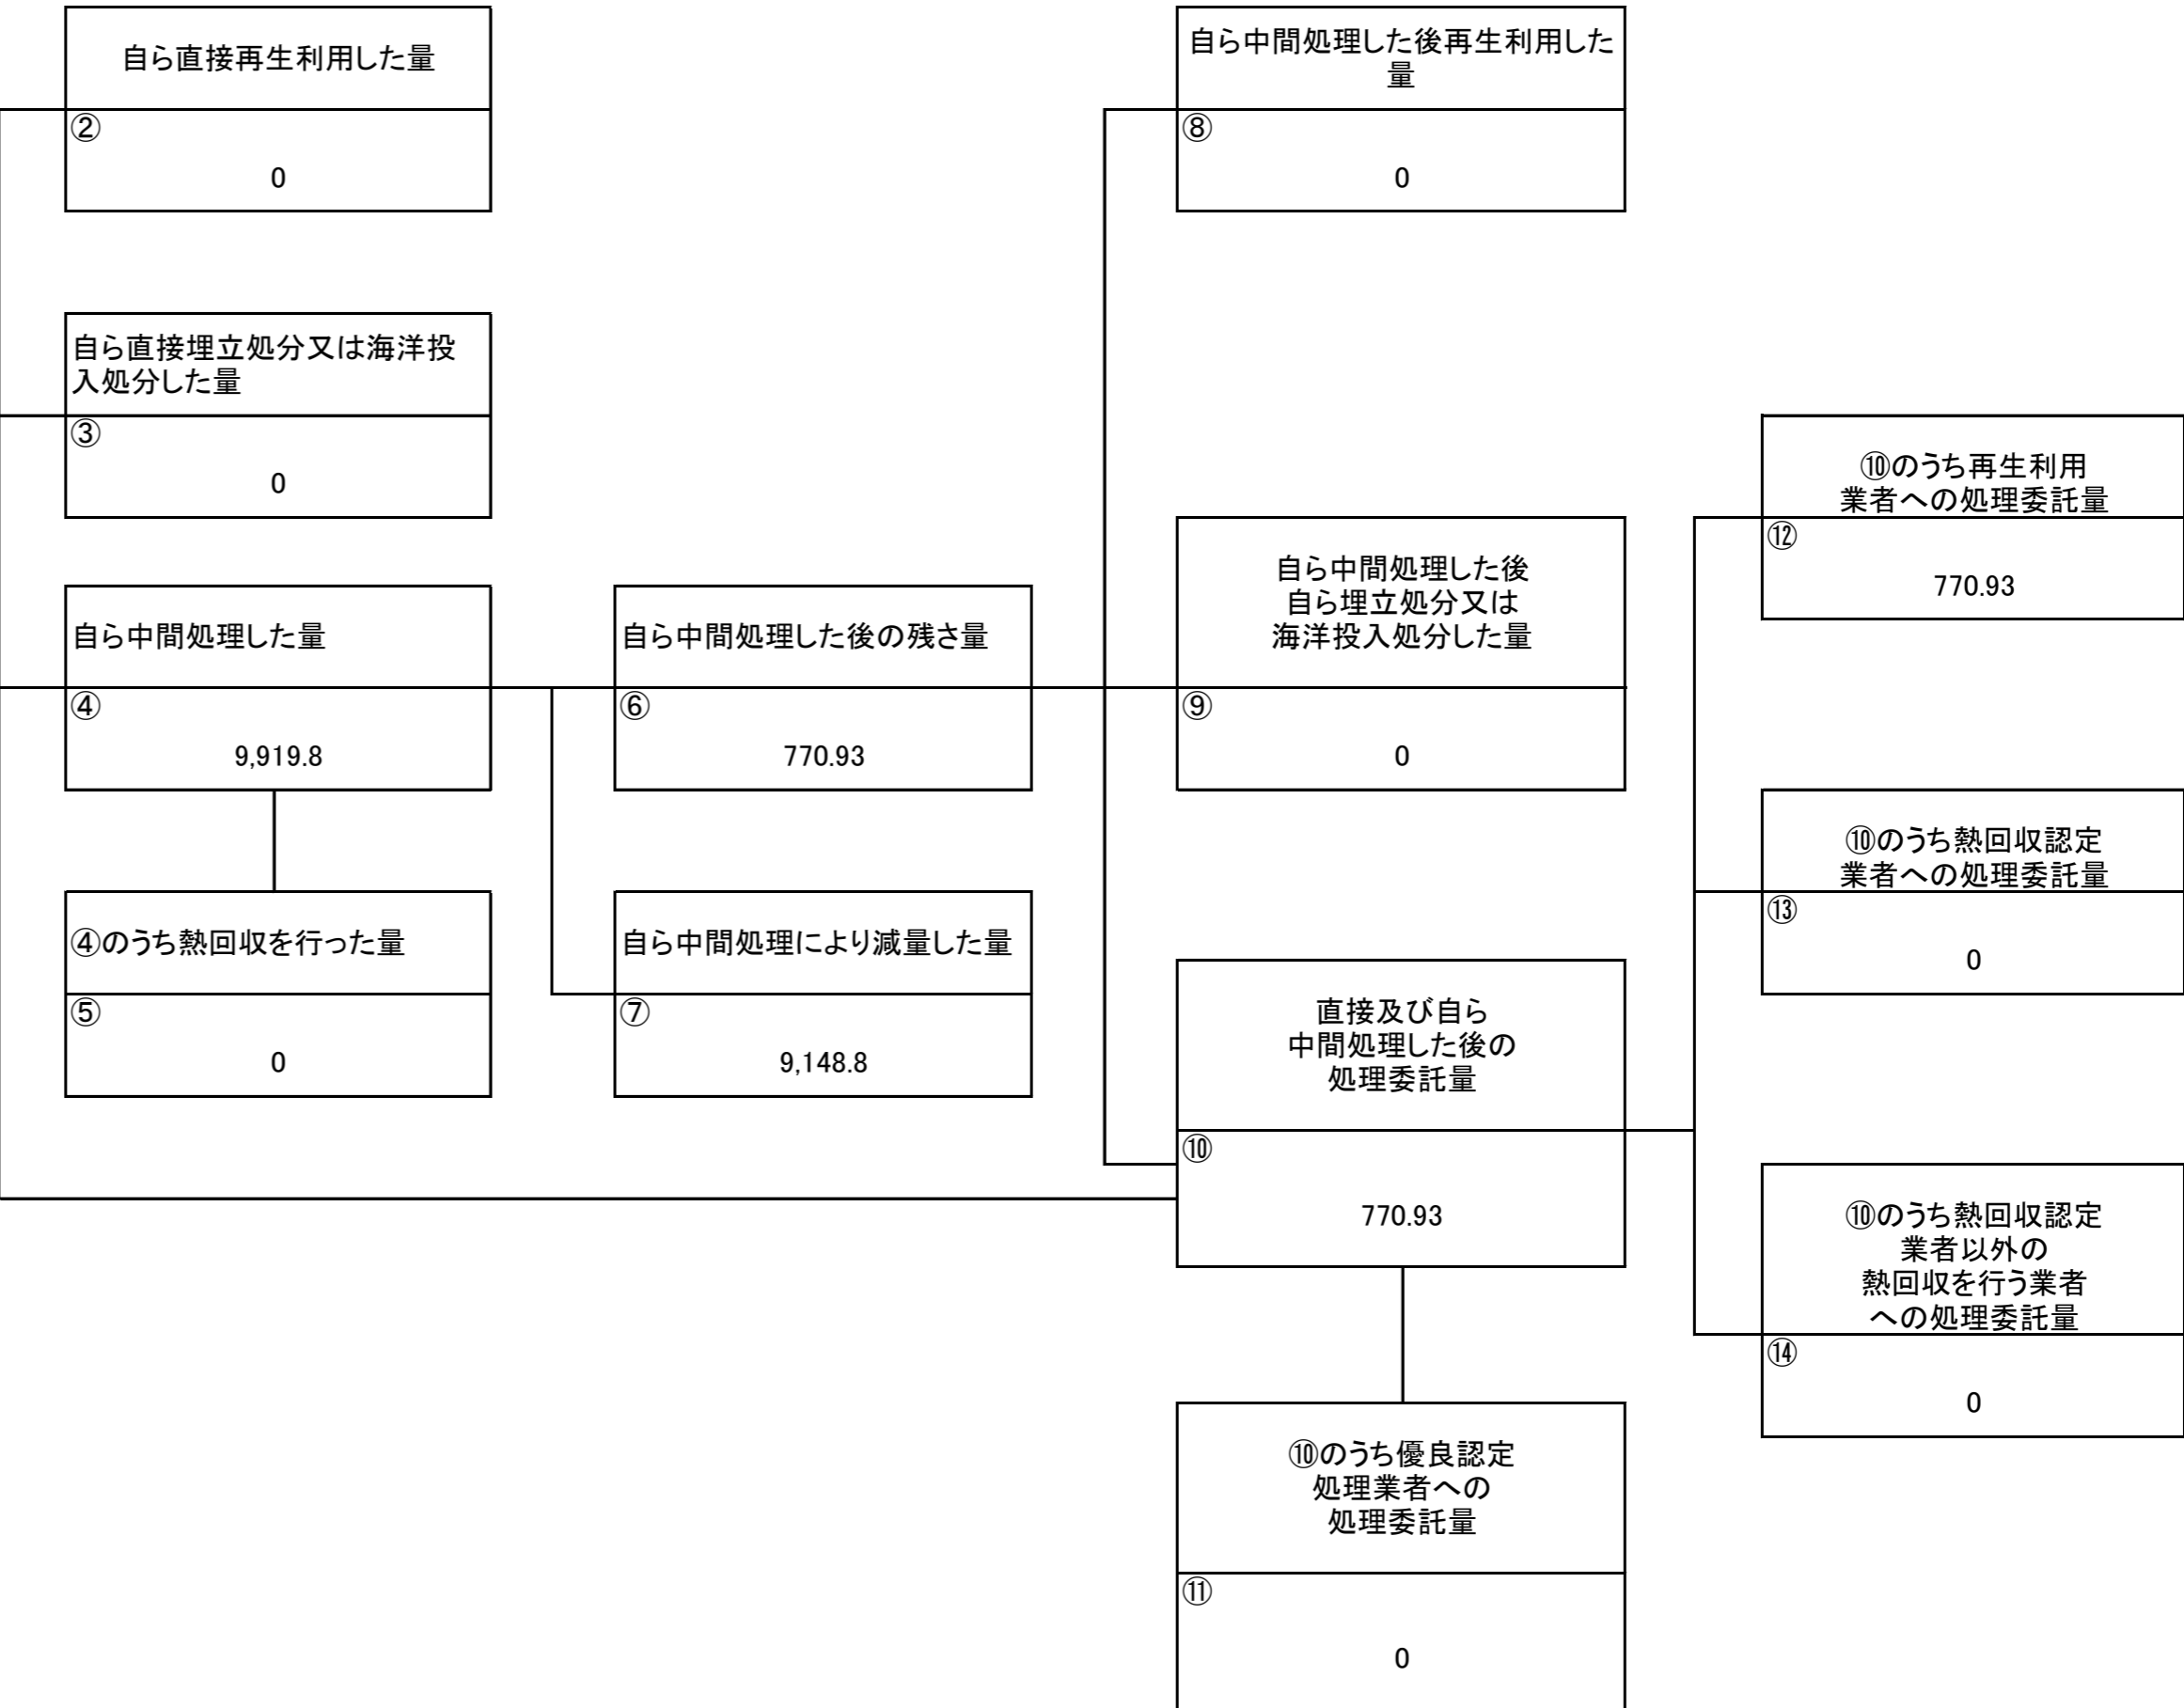 自ら直接再生利用した量
②
0
自ら直接埋立処分又は海洋投
入処分した量
③
0
自ら中間処理した量
④
9,919.8
④のうち熱回収を行った量
⑤
0
自ら中間処理した後の残さ量
⑥
770.93
自ら中間処理により減量した量
⑦
9,148.8
自ら中間処理した後再生利用した
量
⑧
0
自ら中間処理した後
自ら埋立処分又は
海洋投入処分した量
⑨
0
直接及び自ら
中間処理した後の
処理委託量
⑩
770.93
⑩のうち優良認定
処理業者への
処理委託量
⑪
0
⑩のうち再生利用
業者への処理委託量
⑫
770.93
⑩のうち熱回収認定
業者への処理委託量
⑬
0
⑩のうち熱回収認定
業者以外の
熱回収を行う業者
への処理委託量
⑭
0